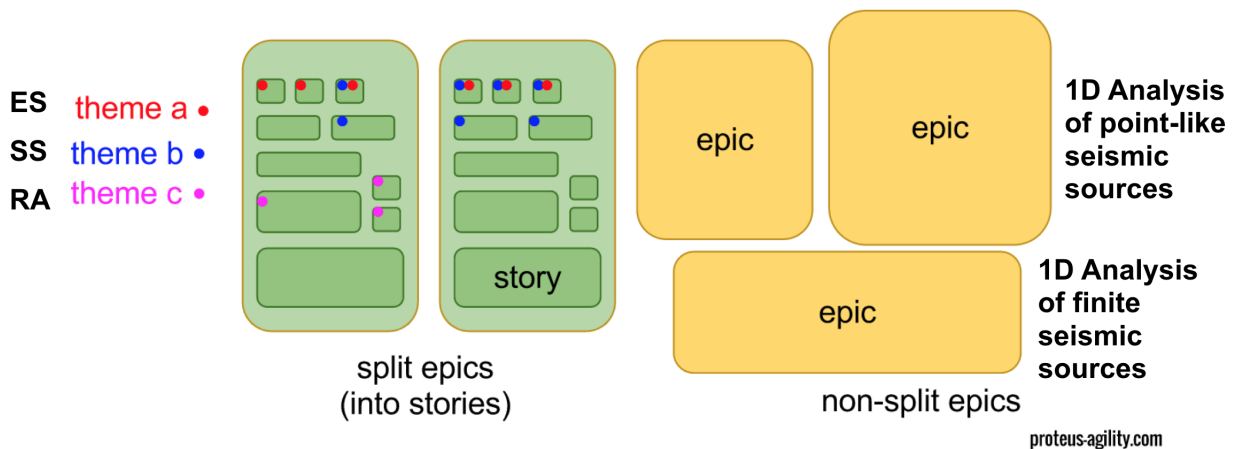 ES
theme a
SS
theme b
RA
theme c
story
split epics
(into stories)
epic
epic
epic
non-split epics
1D Analysis
of point-like
seismic
sources
1D Analysis
of finite
seismic
sources
proteus-agility.com